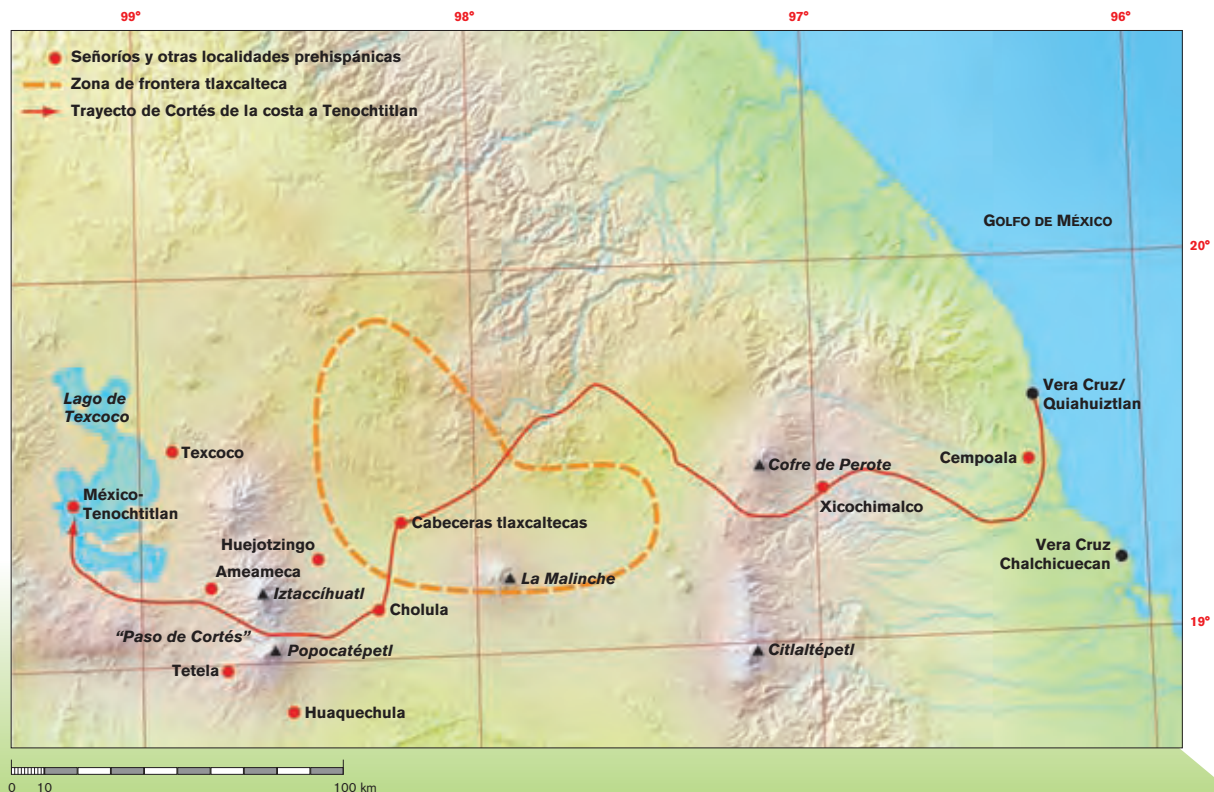 99°
98°
97°
96°
Señoríos y otras localidades prehispánicas
Zona de frontera tlaxcalteca
Trayecto de Cortés de la costa a Tenochtitlan
GOLFO DE MÉXICO
20°
Lago de
Texcoco
Vera Cruz/
Quiahuiztlan
Texcoco
Cofre de Perote
Cempoala
México-
Tenochtitlan
Xicochimalco
Cabeceras tlaxcaltecas
Huejotzingo
Vera Cruz
Chalchicuecan
Ameameca
La Malinche
Iztaccíhuatl
Cholula
19°
“Paso de Cortés”
Popocatépetl
Citlaltépetl
Tetela
Huaquechula
0 10 100 km